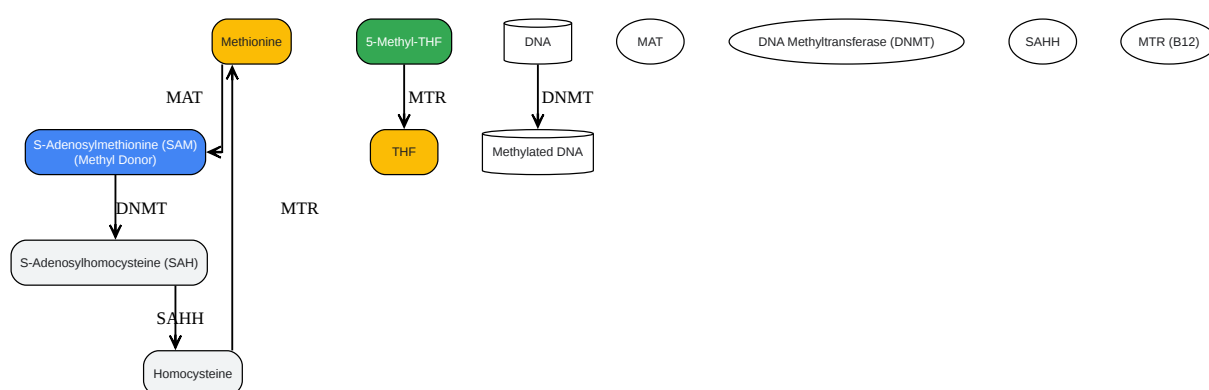 Methionine
5-Methyl-THF
DNA
MAT
DNA Methyltransferase (DNMT)
SAHH
MTR (B12)
MAT
MTR
DNMT
S-Adenosylmethionine (SAM)
(Methyl Donor)
THF
Methylated DNA
DNMT
MTR
S-Adenosylhomocysteine (SAH)
SAHH
Homocysteine